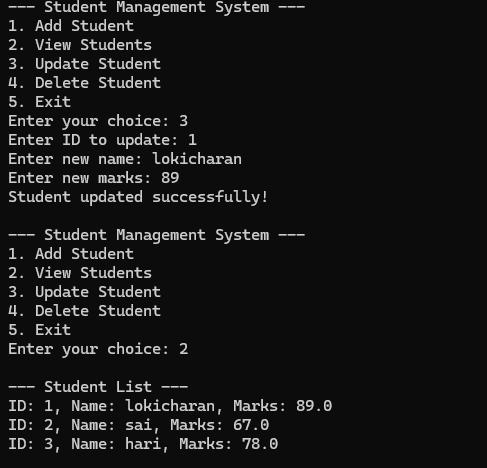 --- Student Management System ---
1. Add Student
2. View Students
3. Update Student
4. Delete Student
5. Exit
Enter your choice: 3
Enter ID to update: 1
Enter new name: lokicharan
Enter new marks: 89
Student updated successfully!
--- Student Management System ---
1. Add Student
2. View Students
3. Update Student
4. Delete Student
5. Exit
Enter your choice: 2
--- Student List ---
ID: 1, Name: lokicharan, Marks: 89.0
ID: 2, Name: sai, Marks: 67.0
ID: 3, Name: hari, Marks: 78.0